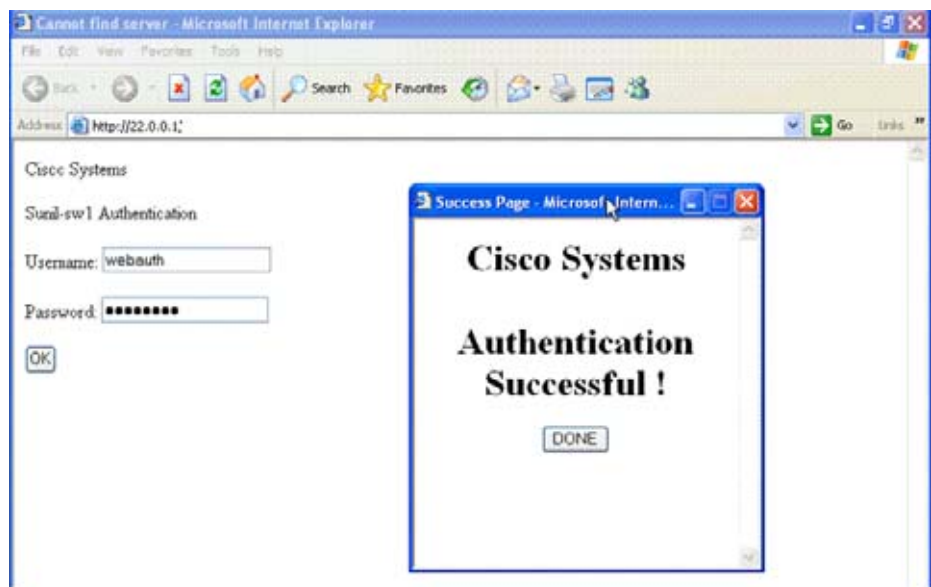 Cannot find server - Microsoft Internet Explorer
File Edit View Favorites Tools Help
Back Search Favorites
Address http://22.0.0.1; Go Links »
Cisco Systems
Sunil-sw1 Authentication
Username: webauth
Password: ••••••••
OK
Success Page - Microsoft Intern...
Cisco Systems
Authentication
Successful !
DONE